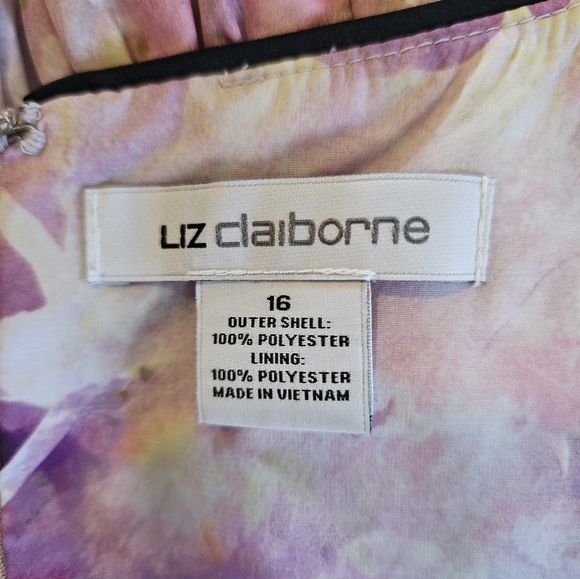 LIZ claiborne
16
OUTER SHELL:
100% POLYESTER
LINING:
100% POLYESTER
MADE IN VIETNAM